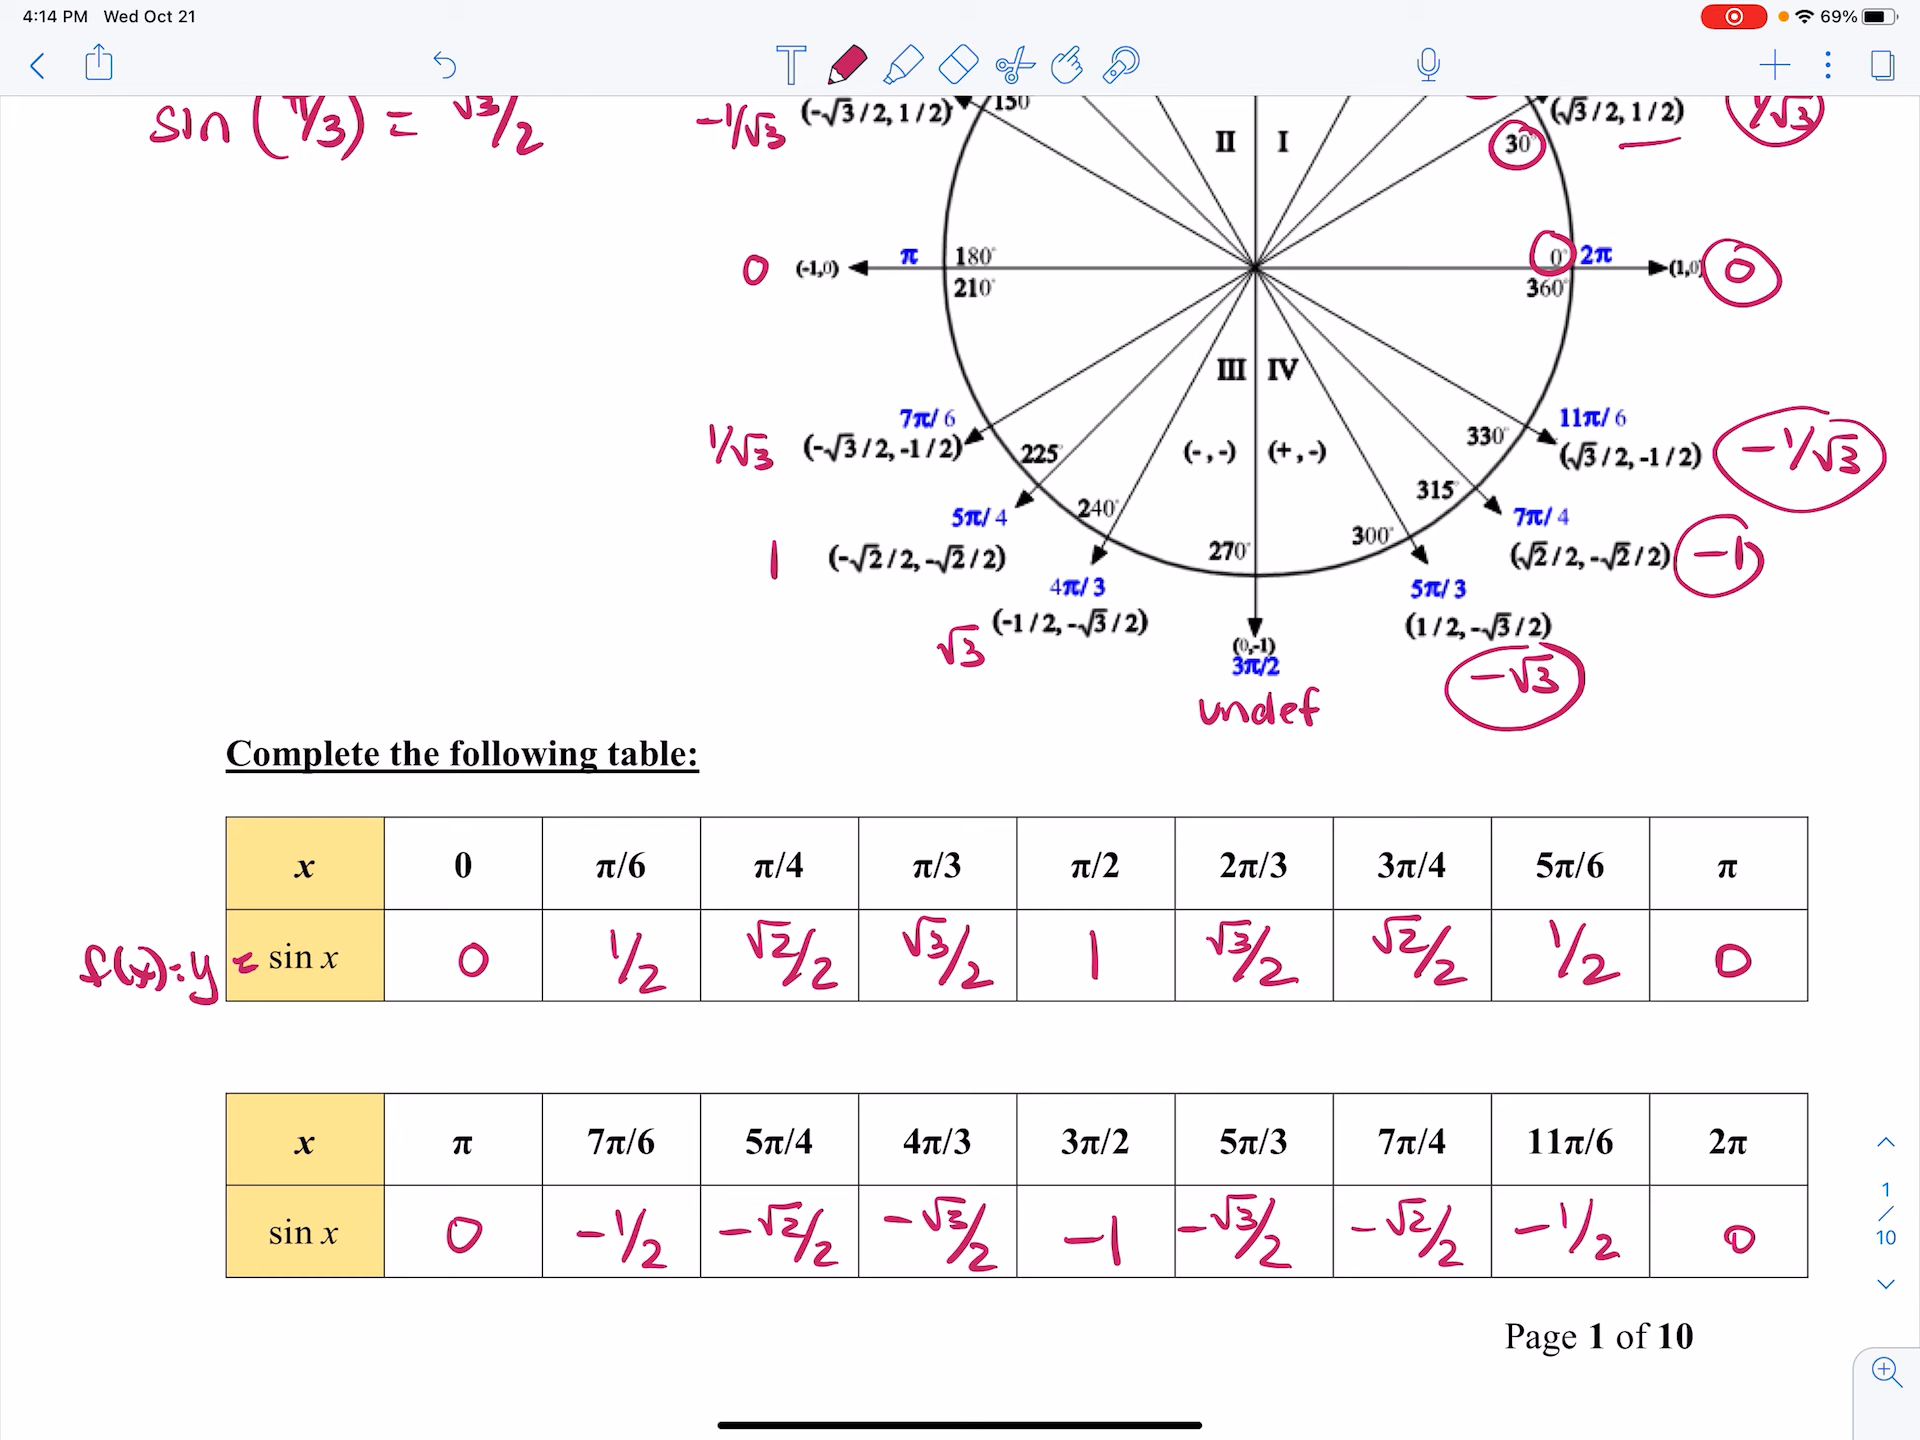 4:14 PM Wed Oct 21
69%
T
sin (π/3) = √3/2
-1/√3 (-√3/2, 1/2) 150 II I 30° (√3/2, 1/2) 1/√3
0 (-1,0) π 180° 0° 2π (1,0) 0
210° 360°
III IV
7π/6 11π/6
1/√3 (-√3/2, -1/2) 225° (-,-) (+,-) 330° (√3/2, -1/2) -1/√3
5π/4 240° 270° 300° 315° 7π/4
1 (-√2/2, -√2/2) (√2/2, -√2/2) -1
4π/3 5π/3
√3 (-1/2, -√3/2) (0,-1) (1/2, -√3/2)
3π/2 -√3
undef
Complete the following table:
x 0 π/6 π/4 π/3 π/2 2π/3 3π/4 5π/6 π
f(x)=y = sin x 0 1/2 √2/2 √3/2 1 √3/2 √2/2 1/2 0
x π 7π/6 5π/4 4π/3 3π/2 5π/3 7π/4 11π/6 2π
sin x 0 -1/2 -√2/2 -√3/2 -1 -√3/2 -√2/2 -1/2 0
1
/
10
Page 1 of 10